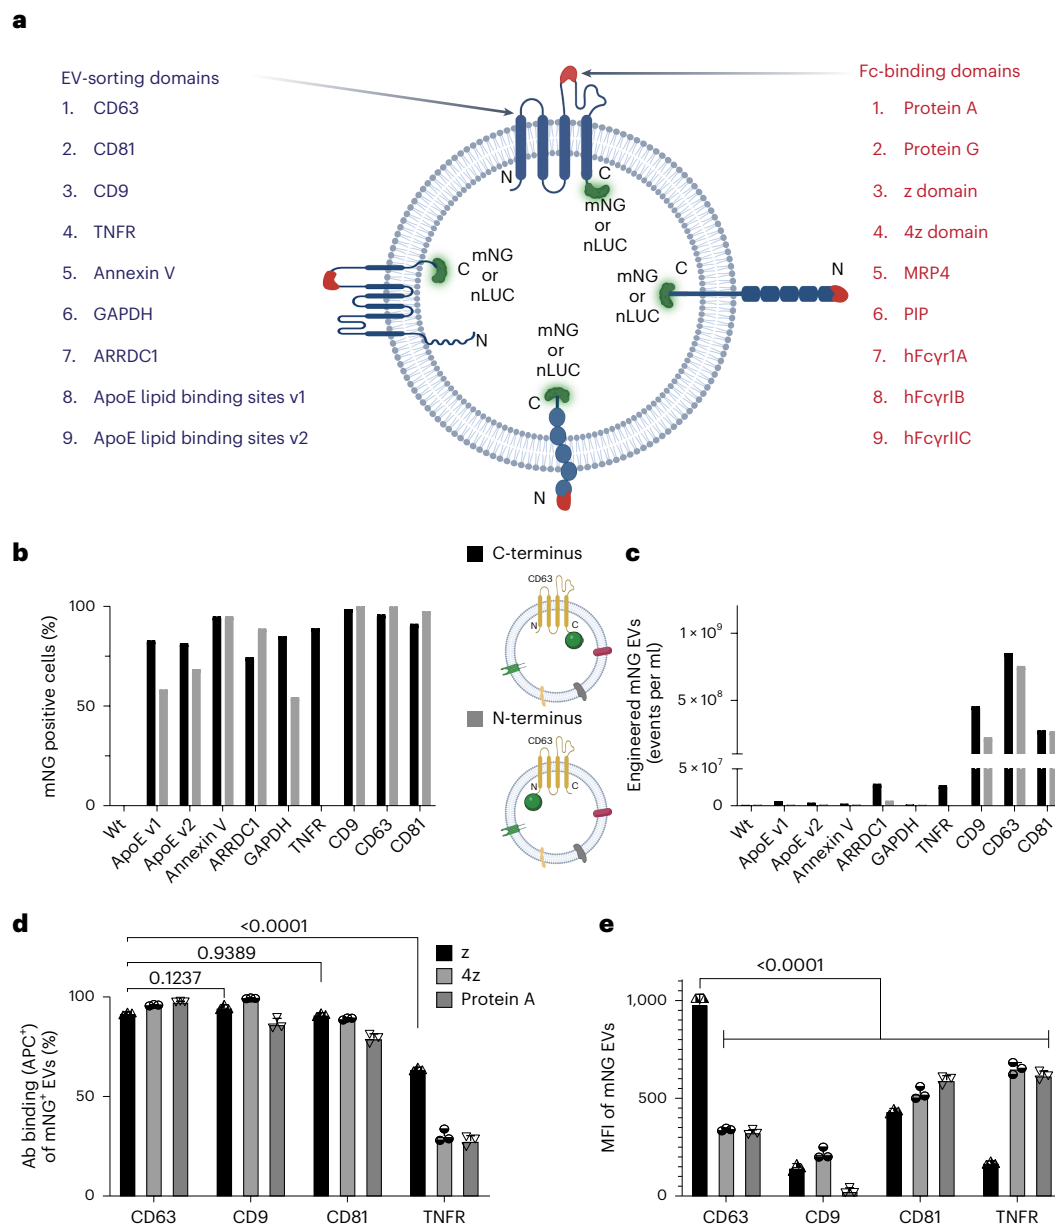 a
EV-sorting domains
1. CD63
2. CD81
3. CD9
4. TNFR
5. Annexin V
6. GAPDH
7. ARRDC1
8. ApoE lipid binding sites v1
9. ApoE lipid binding sites v2
Fc-binding domains
1. Protein A
2. Protein G
3. z domain
4. 4z domain
5. MRP4
6. PIP
7. hFcγr1A
8. hFcγrIB
9. hFcγrIIC
N
C
mNG
or
nLUC
C
mNG
or
nLUC
N
mNG
or
nLUC
C
N
mNG
or
nLUC
C
N
b
mNG positive cells (%)
100
50
0
Wt
ApoE v1
ApoE v2
Annexin V
ARRDC1
GAPDH
TNFR
CD9
CD63
CD81
C-terminus
CD63
N
C
N-terminus
CD63
N
C
c
Engineered mNG EVs
(events per ml)
1 × 10⁹
5 × 10⁸
5 × 10⁷
0
Wt
ApoE v1
ApoE v2
Annexin V
ARRDC1
GAPDH
TNFR
CD9
CD63
CD81
d
<0.0001
0.9389
0.1237
z
4z
Protein A
Ab binding (APC⁺)
of mNG⁺ EVs (%)
100
50
0
CD63
CD9
CD81
TNFR
e
<0.0001
MFI of mNG EVs
1,000
500
0
CD63
CD9
CD81
TNFR